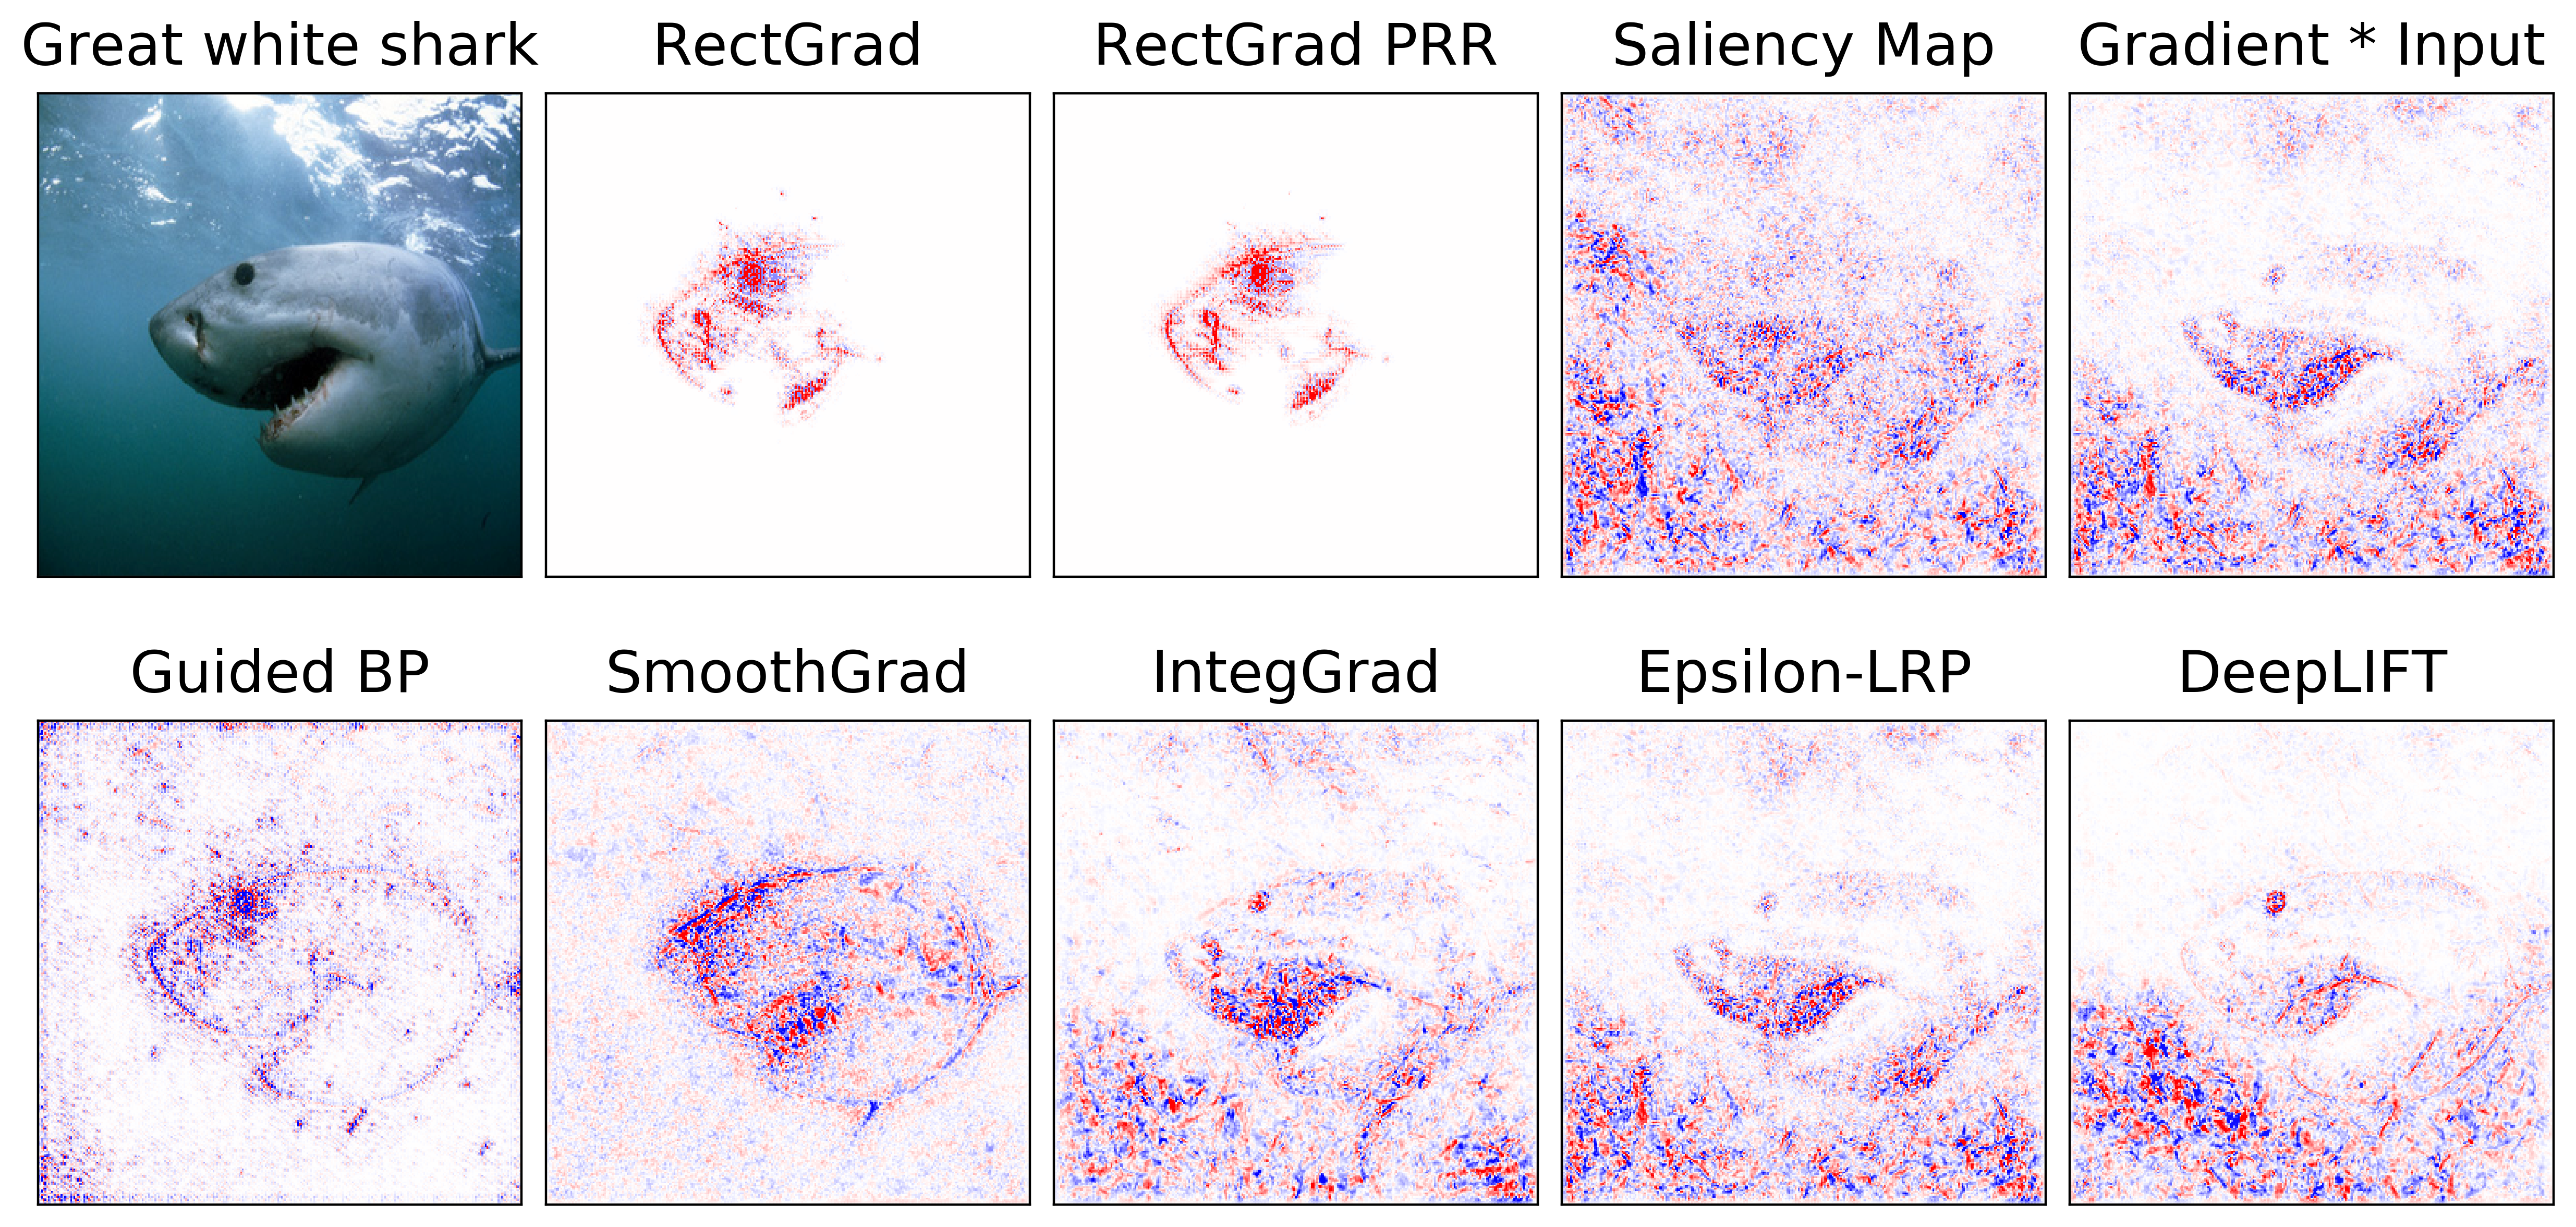 Great white shark
RectGrad
RectGrad PRR
Saliency Map
Gradient * Input
Guided BP
SmoothGrad
IntegGrad
Epsilon-LRP
DeepLIFT